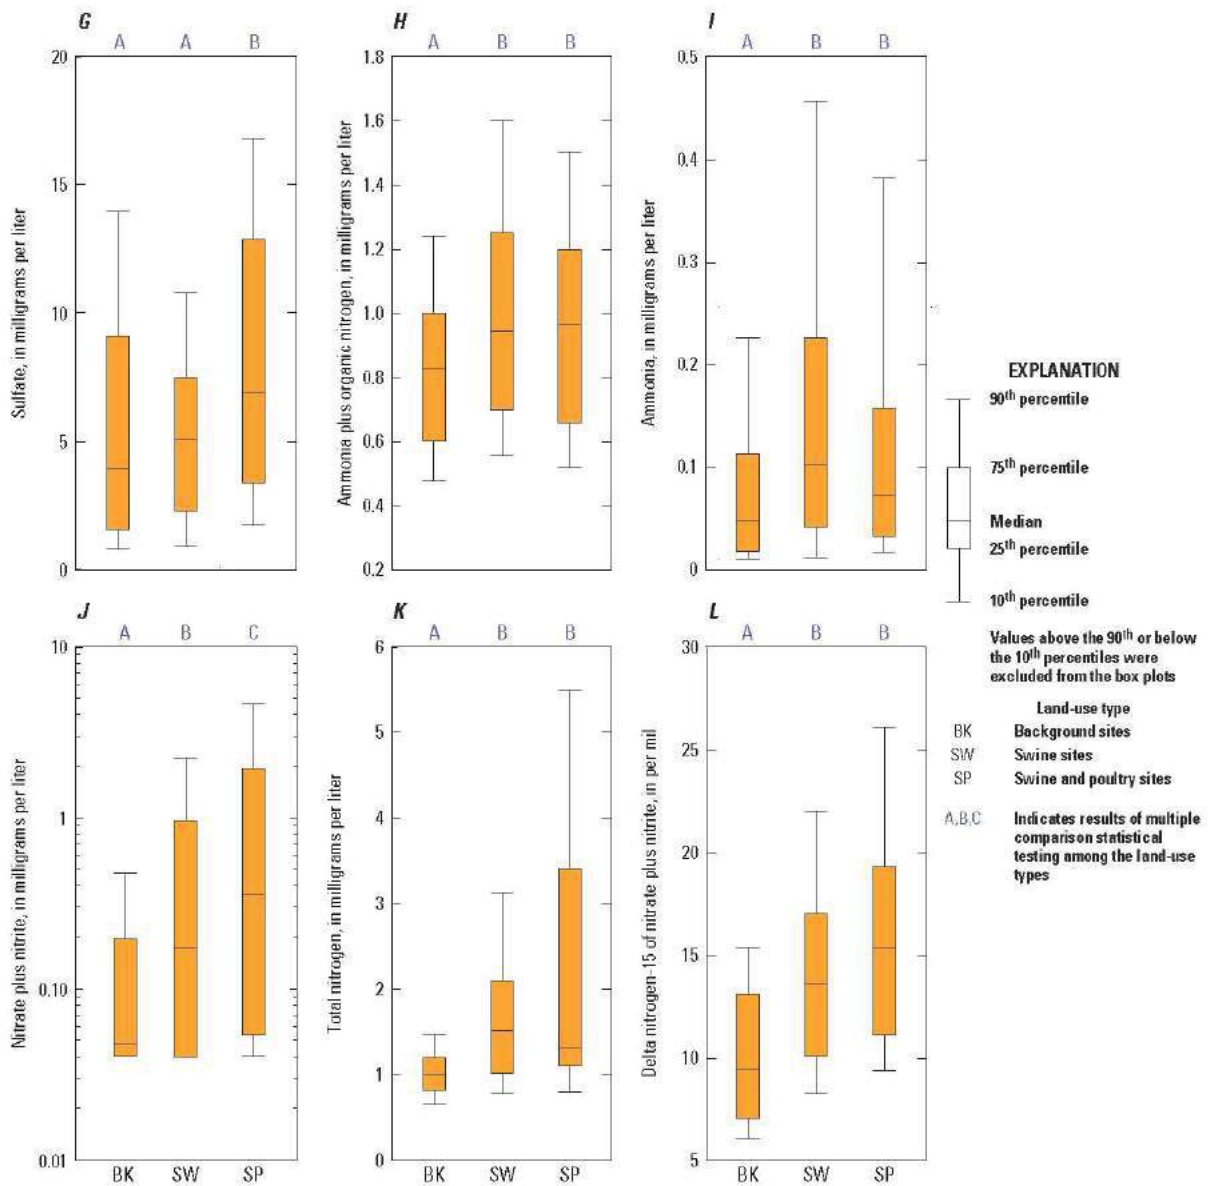 G
A A B
20
15
10
5
0
Sulfate, in milligrams per liter
H
A B B
1.8
1.6
1.4
1.2
1.0
0.8
0.6
0.4
0.2
Ammonia plus organic nitrogen, in milligrams per liter
I
A B B
0.5
0.4
0.3
0.2
0.1
0
Ammonia, in milligrams per liter
EXPLANATION
90th percentile
75th percentile
Median
25th percentile
10th percentile
Values above the 90th or below
the 10th percentiles were
excluded from the box plots
Land-use type
BK Background sites
SW Swine sites
SP Swine and poultry sites
A,B,C Indicates results of multiple
comparison statistical
testing among the land-use
types
J
A B C
10
1
0.10
0.01
Nitrate plus nitrite, in milligrams per liter
BK SW SP
K
A B B
6
5
4
3
2
1
0
Total nitrogen, in milligrams per liter
BK SW SP
L
A B B
30
25
20
15
10
5
Delta nitrogen-15 of nitrate plus nitrite, in per mil
BK SW SP